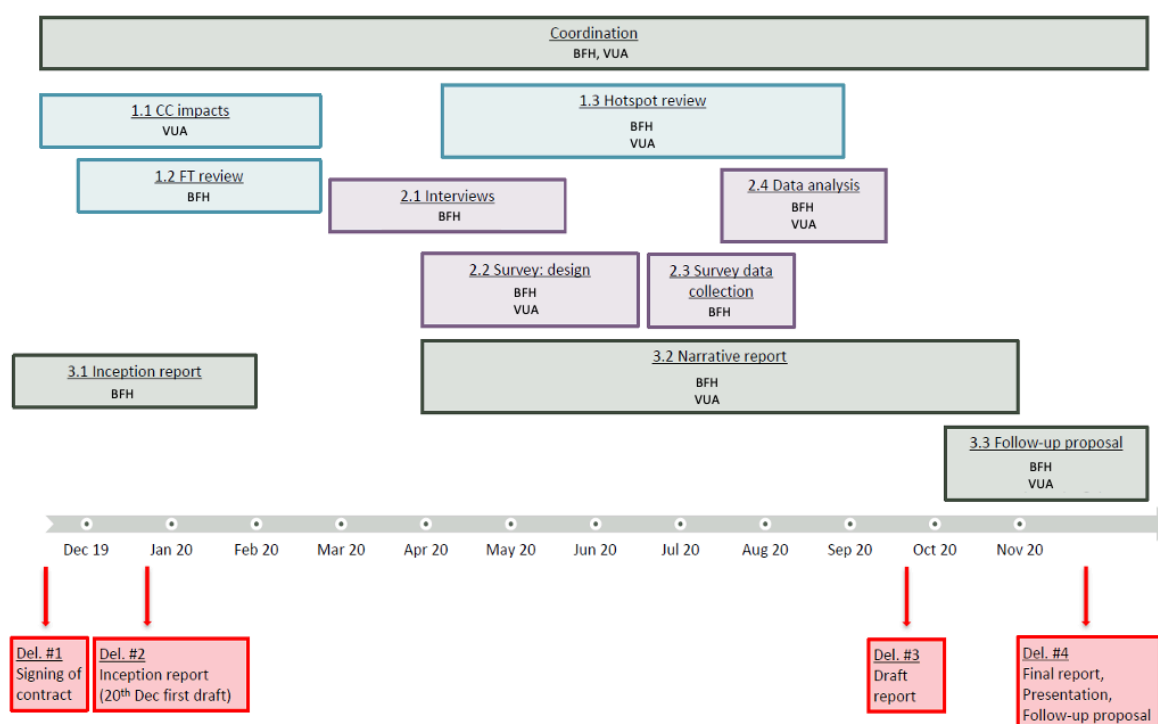 Coordination
BFH, VUA
1.1 CC impacts
VUA
1.3 Hotspot review
BFH
VUA
1.2 FT review
BFH
2.1 Interviews
BFH
2.4 Data analysis
BFH
VUA
2.2 Survey: design
BFH
VUA
2.3 Survey data
collection
BFH
3.1 Inception report
BFH
3.2 Narrative report
BFH
VUA
3.3 Follow-up proposal
BFH
VUA
Dec 19 Jan 20 Feb 20 Mar 20 Apr 20 May 20 Jun 20 Jul 20 Aug 20 Sep 20 Oct 20 Nov 20
Del. #1
Signing of
contract
Del. #2
Inception report
(20th Dec first draft)
Del. #3
Draft
report
Del. #4
Final report,
Presentation,
Follow-up proposal